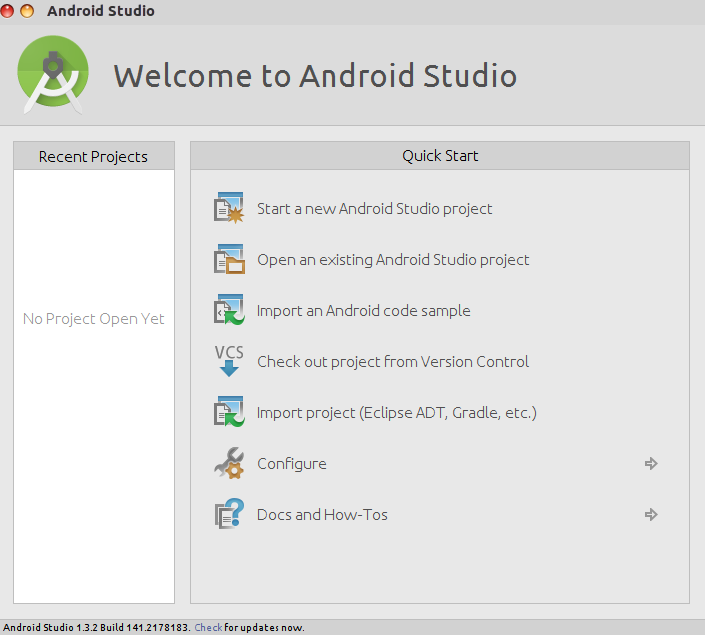 Android Studio
Welcome to Android Studio
Recent Projects
No Project Open Yet
Quick Start
Start a new Android Studio project
Open an existing Android Studio project
Import an Android code sample
VCS
Check out project from Version Control
Import project (Eclipse ADT, Gradle, etc.)
Configure
Docs and How-Tos
Android Studio 1.3.2 Build 141.2178183. Check for updates now.